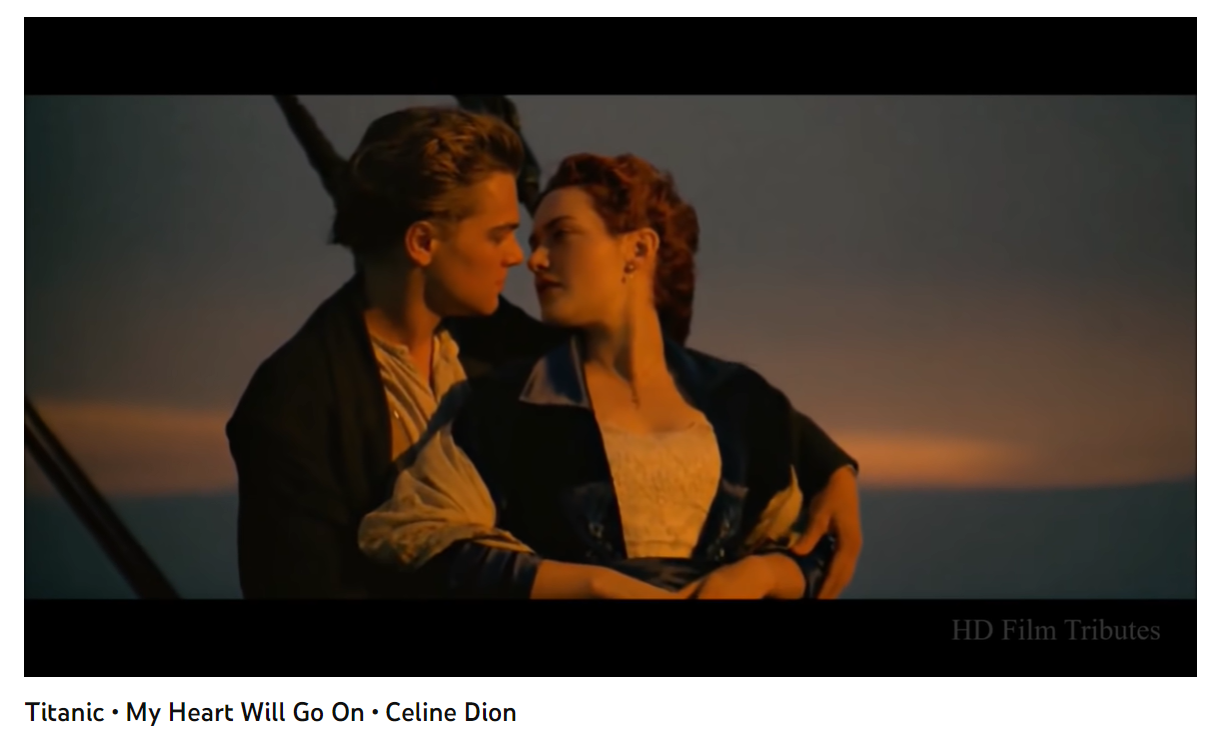 HD Film Tributes
Titanic • My Heart Will Go On • Celine Dion